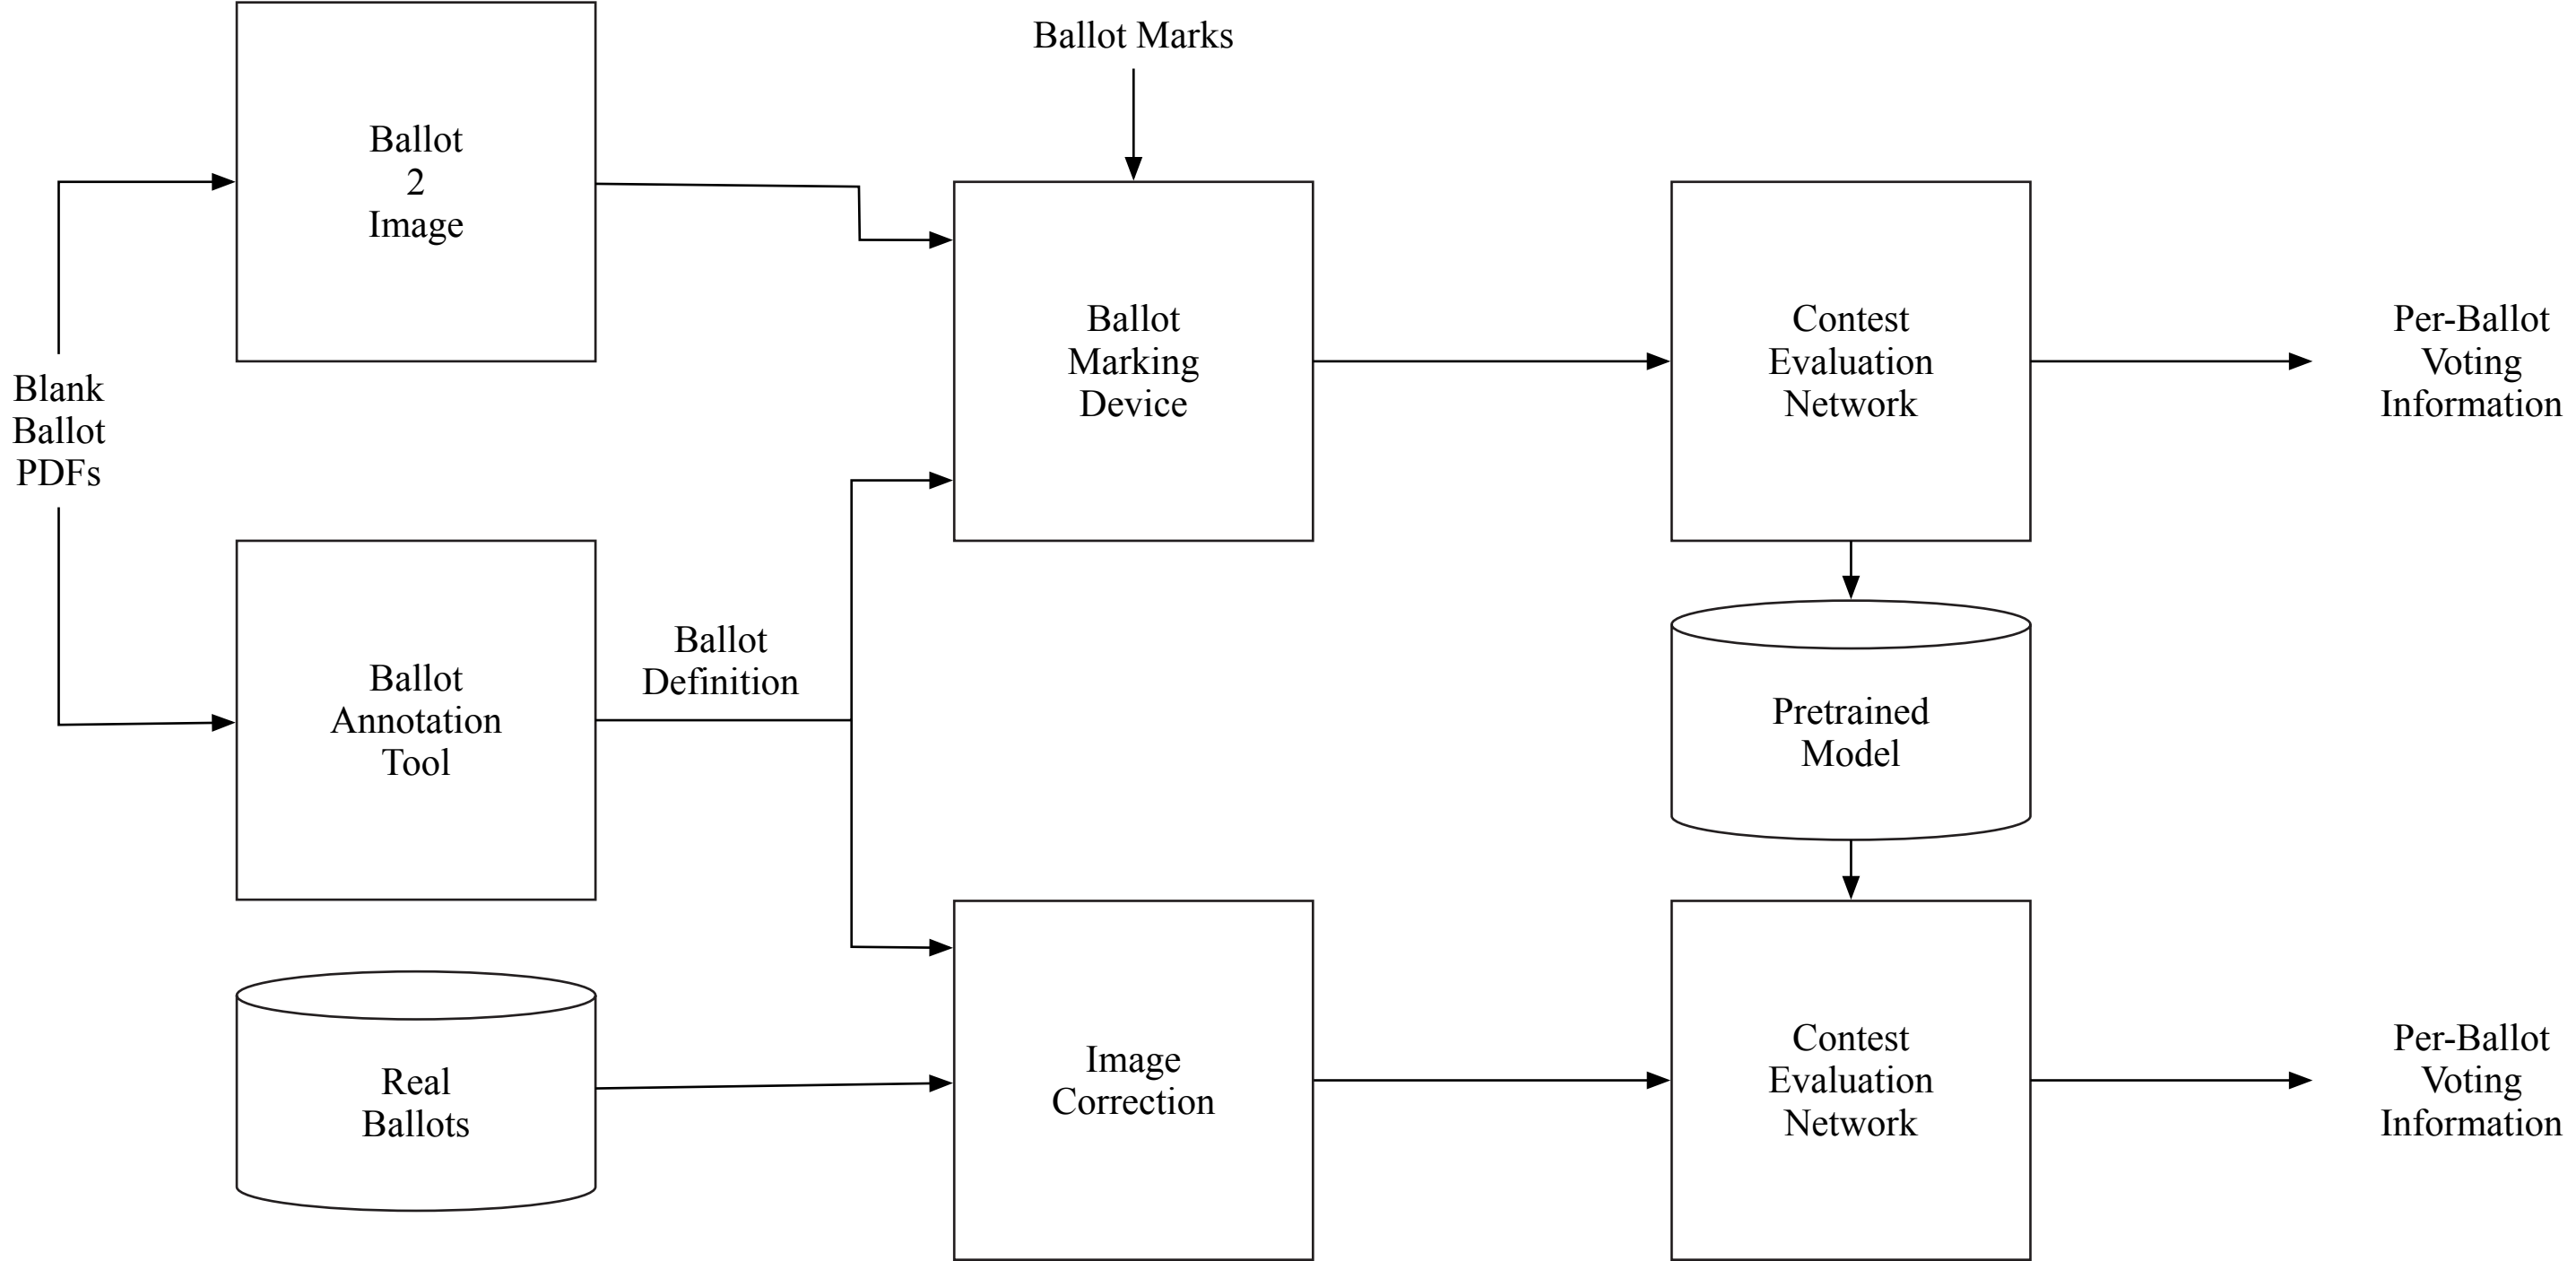 Ballot Marks
Ballot
2
Image
Blank
Ballot
PDFs
Ballot
Marking
Device
Contest
Evaluation
Network
Per-Ballot
Voting
Information
Ballot
Annotation
Tool
Ballot
Definition
Pretrained
Model
Real
Ballots
Image
Correction
Contest
Evaluation
Network
Per-Ballot
Voting
Information